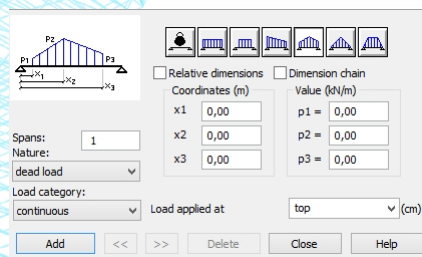 P2
P1
P3
x1
x2
x3
Relative dimensions
Dimension chain
Coordinates (m)
Value (kN/m)
x1 0,00
p1 = 0,00
x2 0,00
p2 = 0,00
x3 0,00
p3 = 0,00
Spans: 1
Nature:
dead load
Load category:
continuous
Load applied at top (cm)
Add << >> Delete Close Help